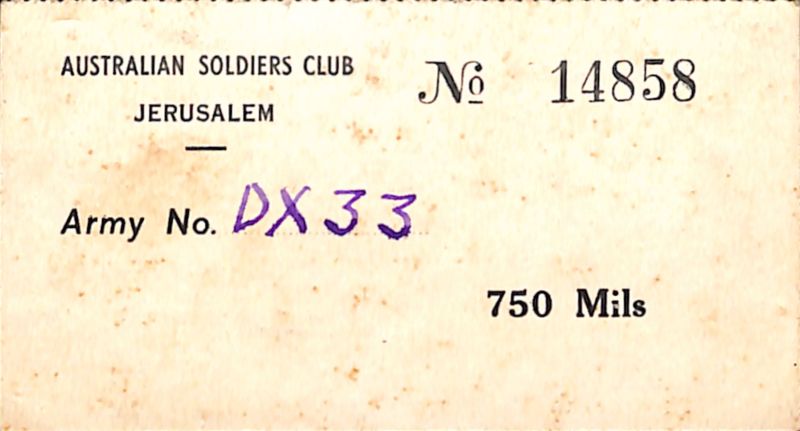 AUSTRALIAN SOLDIERS CLUB
JERUSALEM
№ 14858
Army No. DX33
750 Mils